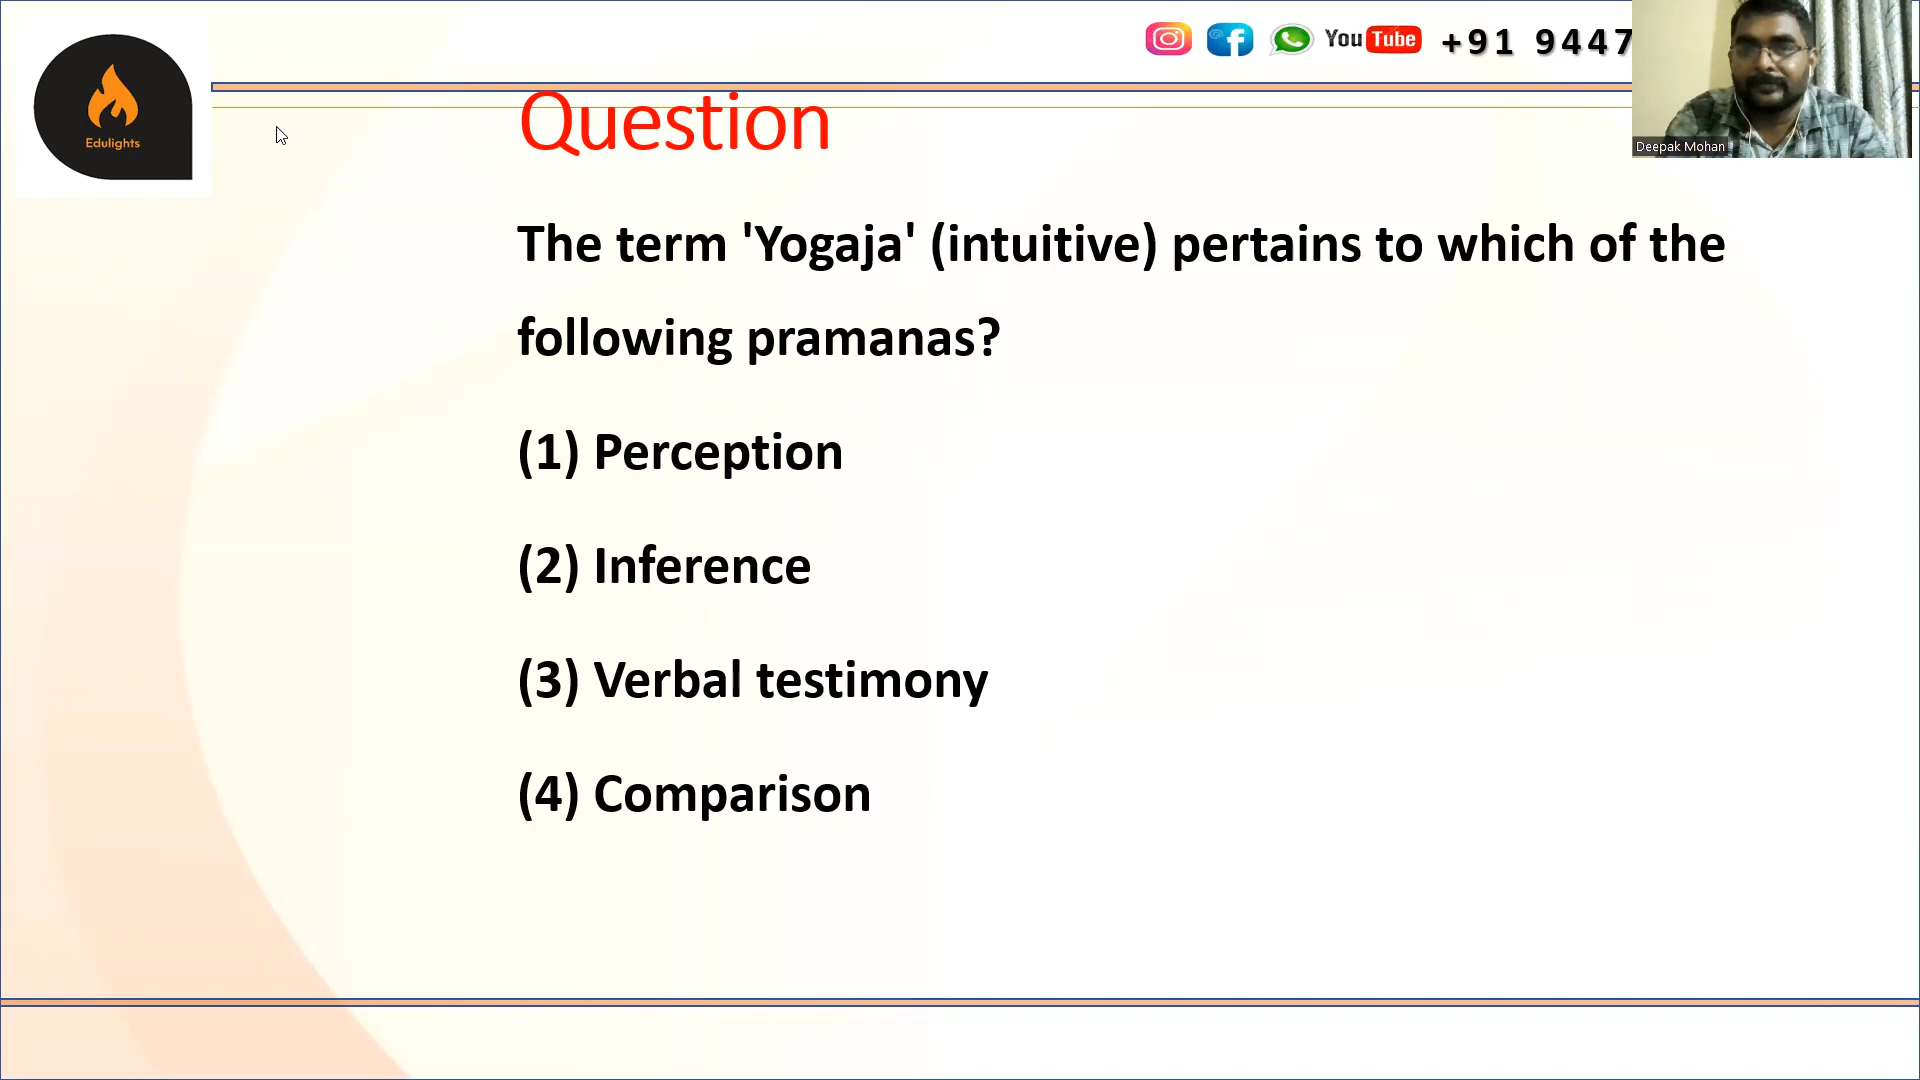 You Tube +91 9447
Edulights
Deepak Mohan
Question
The term 'Yogaja' (intuitive) pertains to which of the
following pramanas?
(1) Perception
(2) Inference
(3) Verbal testimony
(4) Comparison